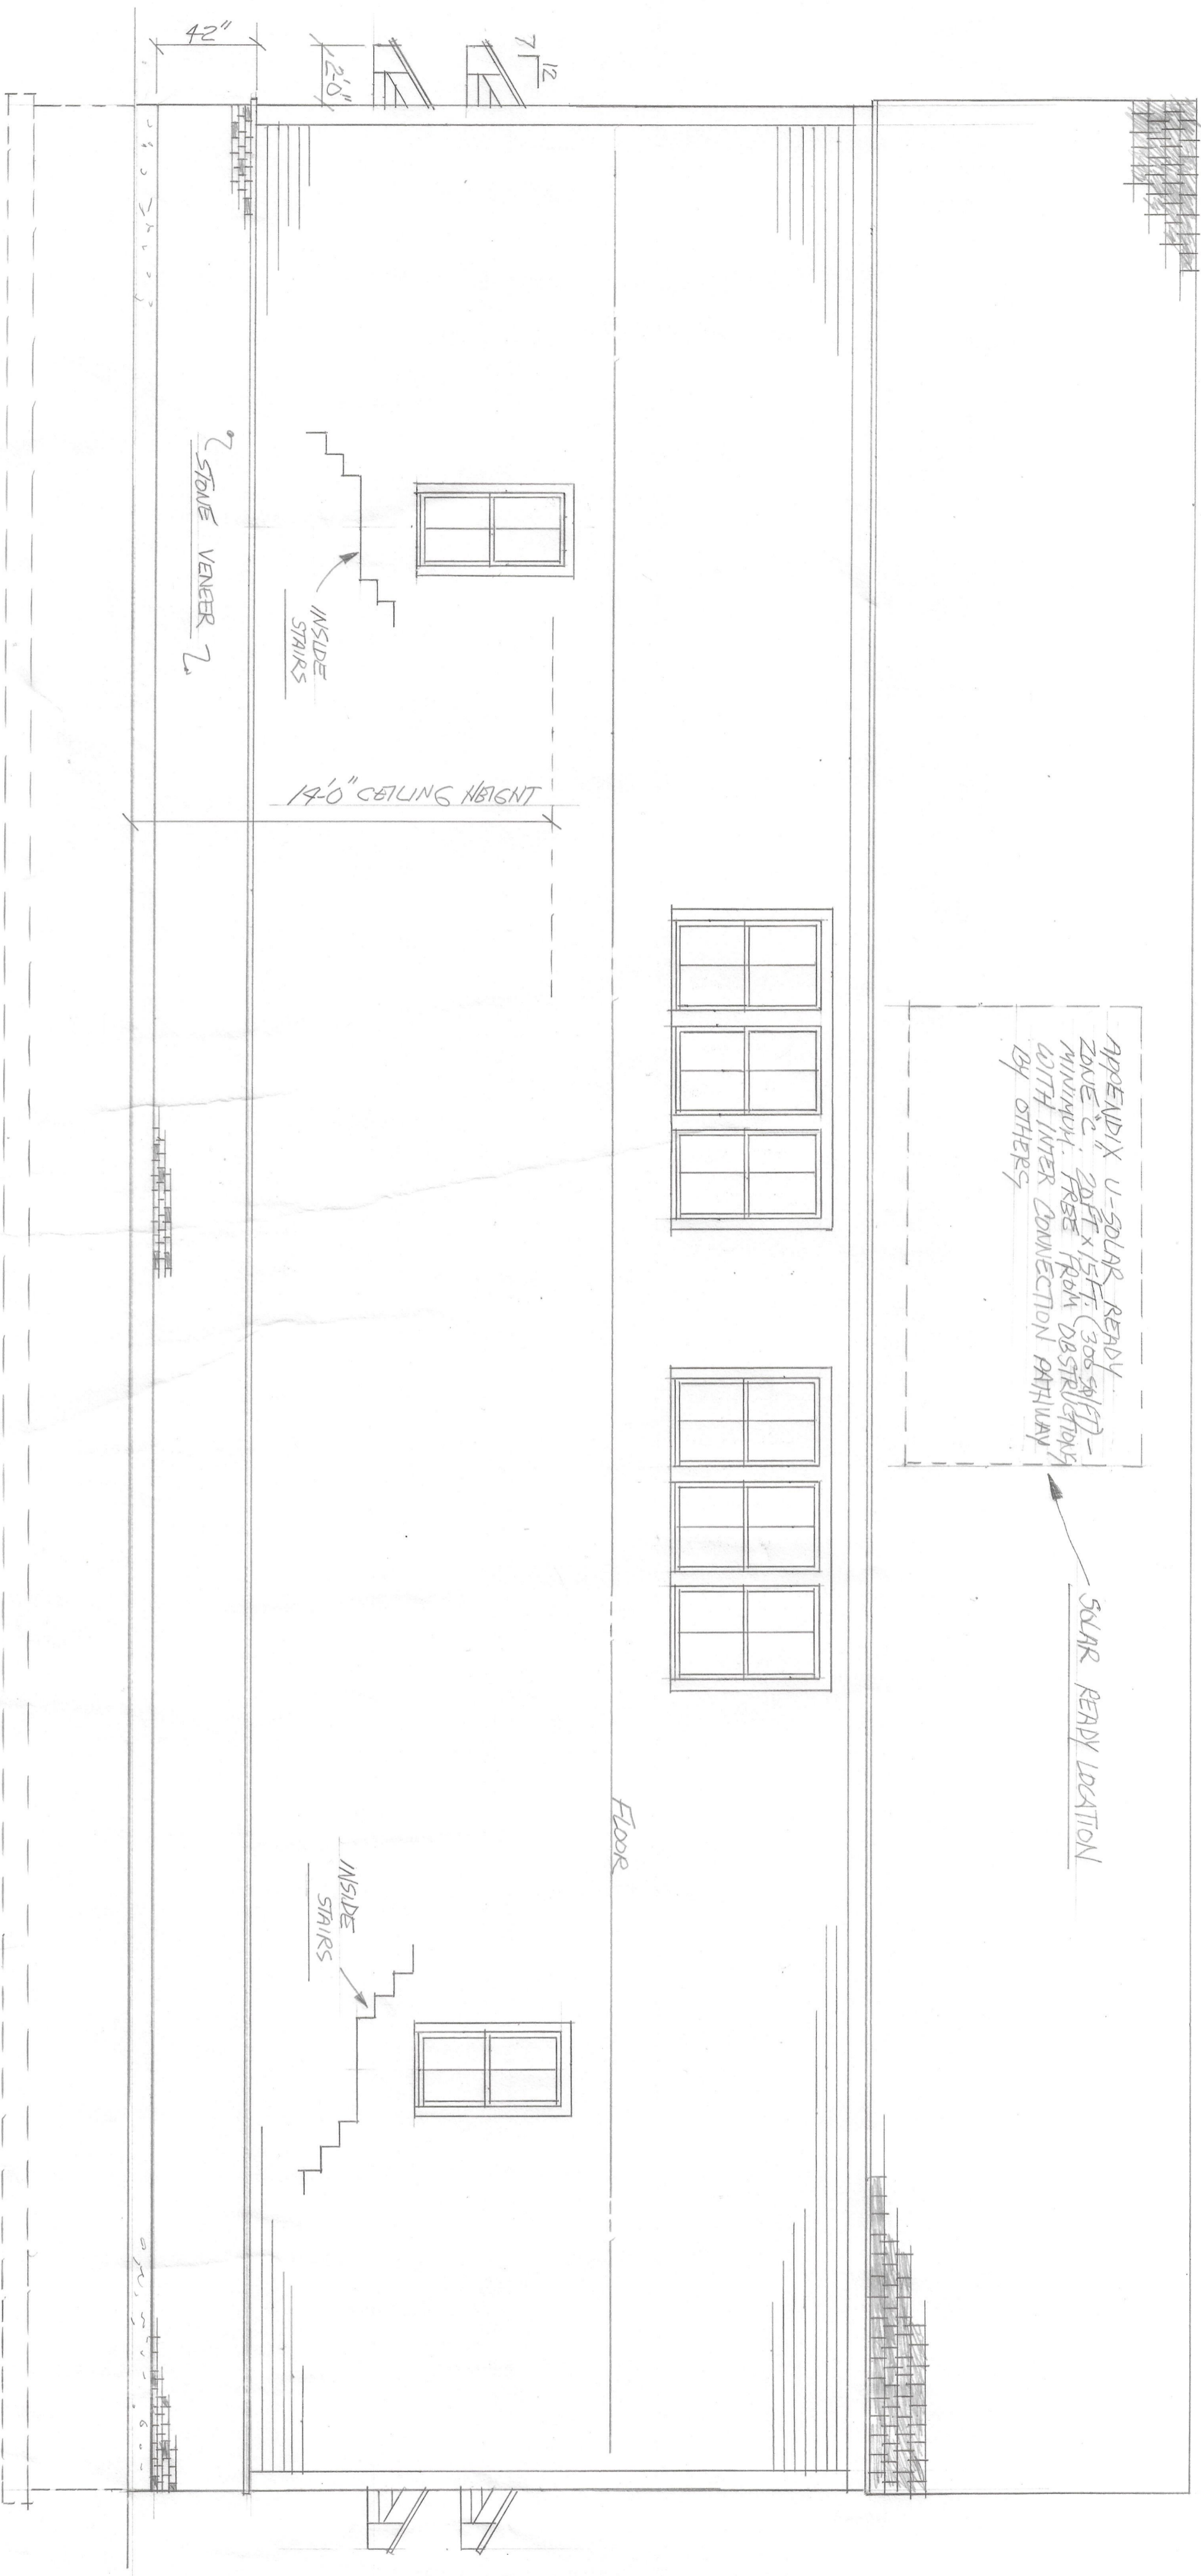 APPENDIX U-SOLAR READY
ZONE "C. 20FT x 15FT. (300 SQ/FT)-
MINIMUM. FREE FROM OBSTRUCTIONS
WITH INTER CONNECTION PATHWAY
BY OTHERS
SOLAR READY LOCATION
12
7
2'0"
42"
14'-0" CEILING HEIGHT
FLOOR
INSIDE
STAIRS
INSIDE
STAIRS
STONE VENEER